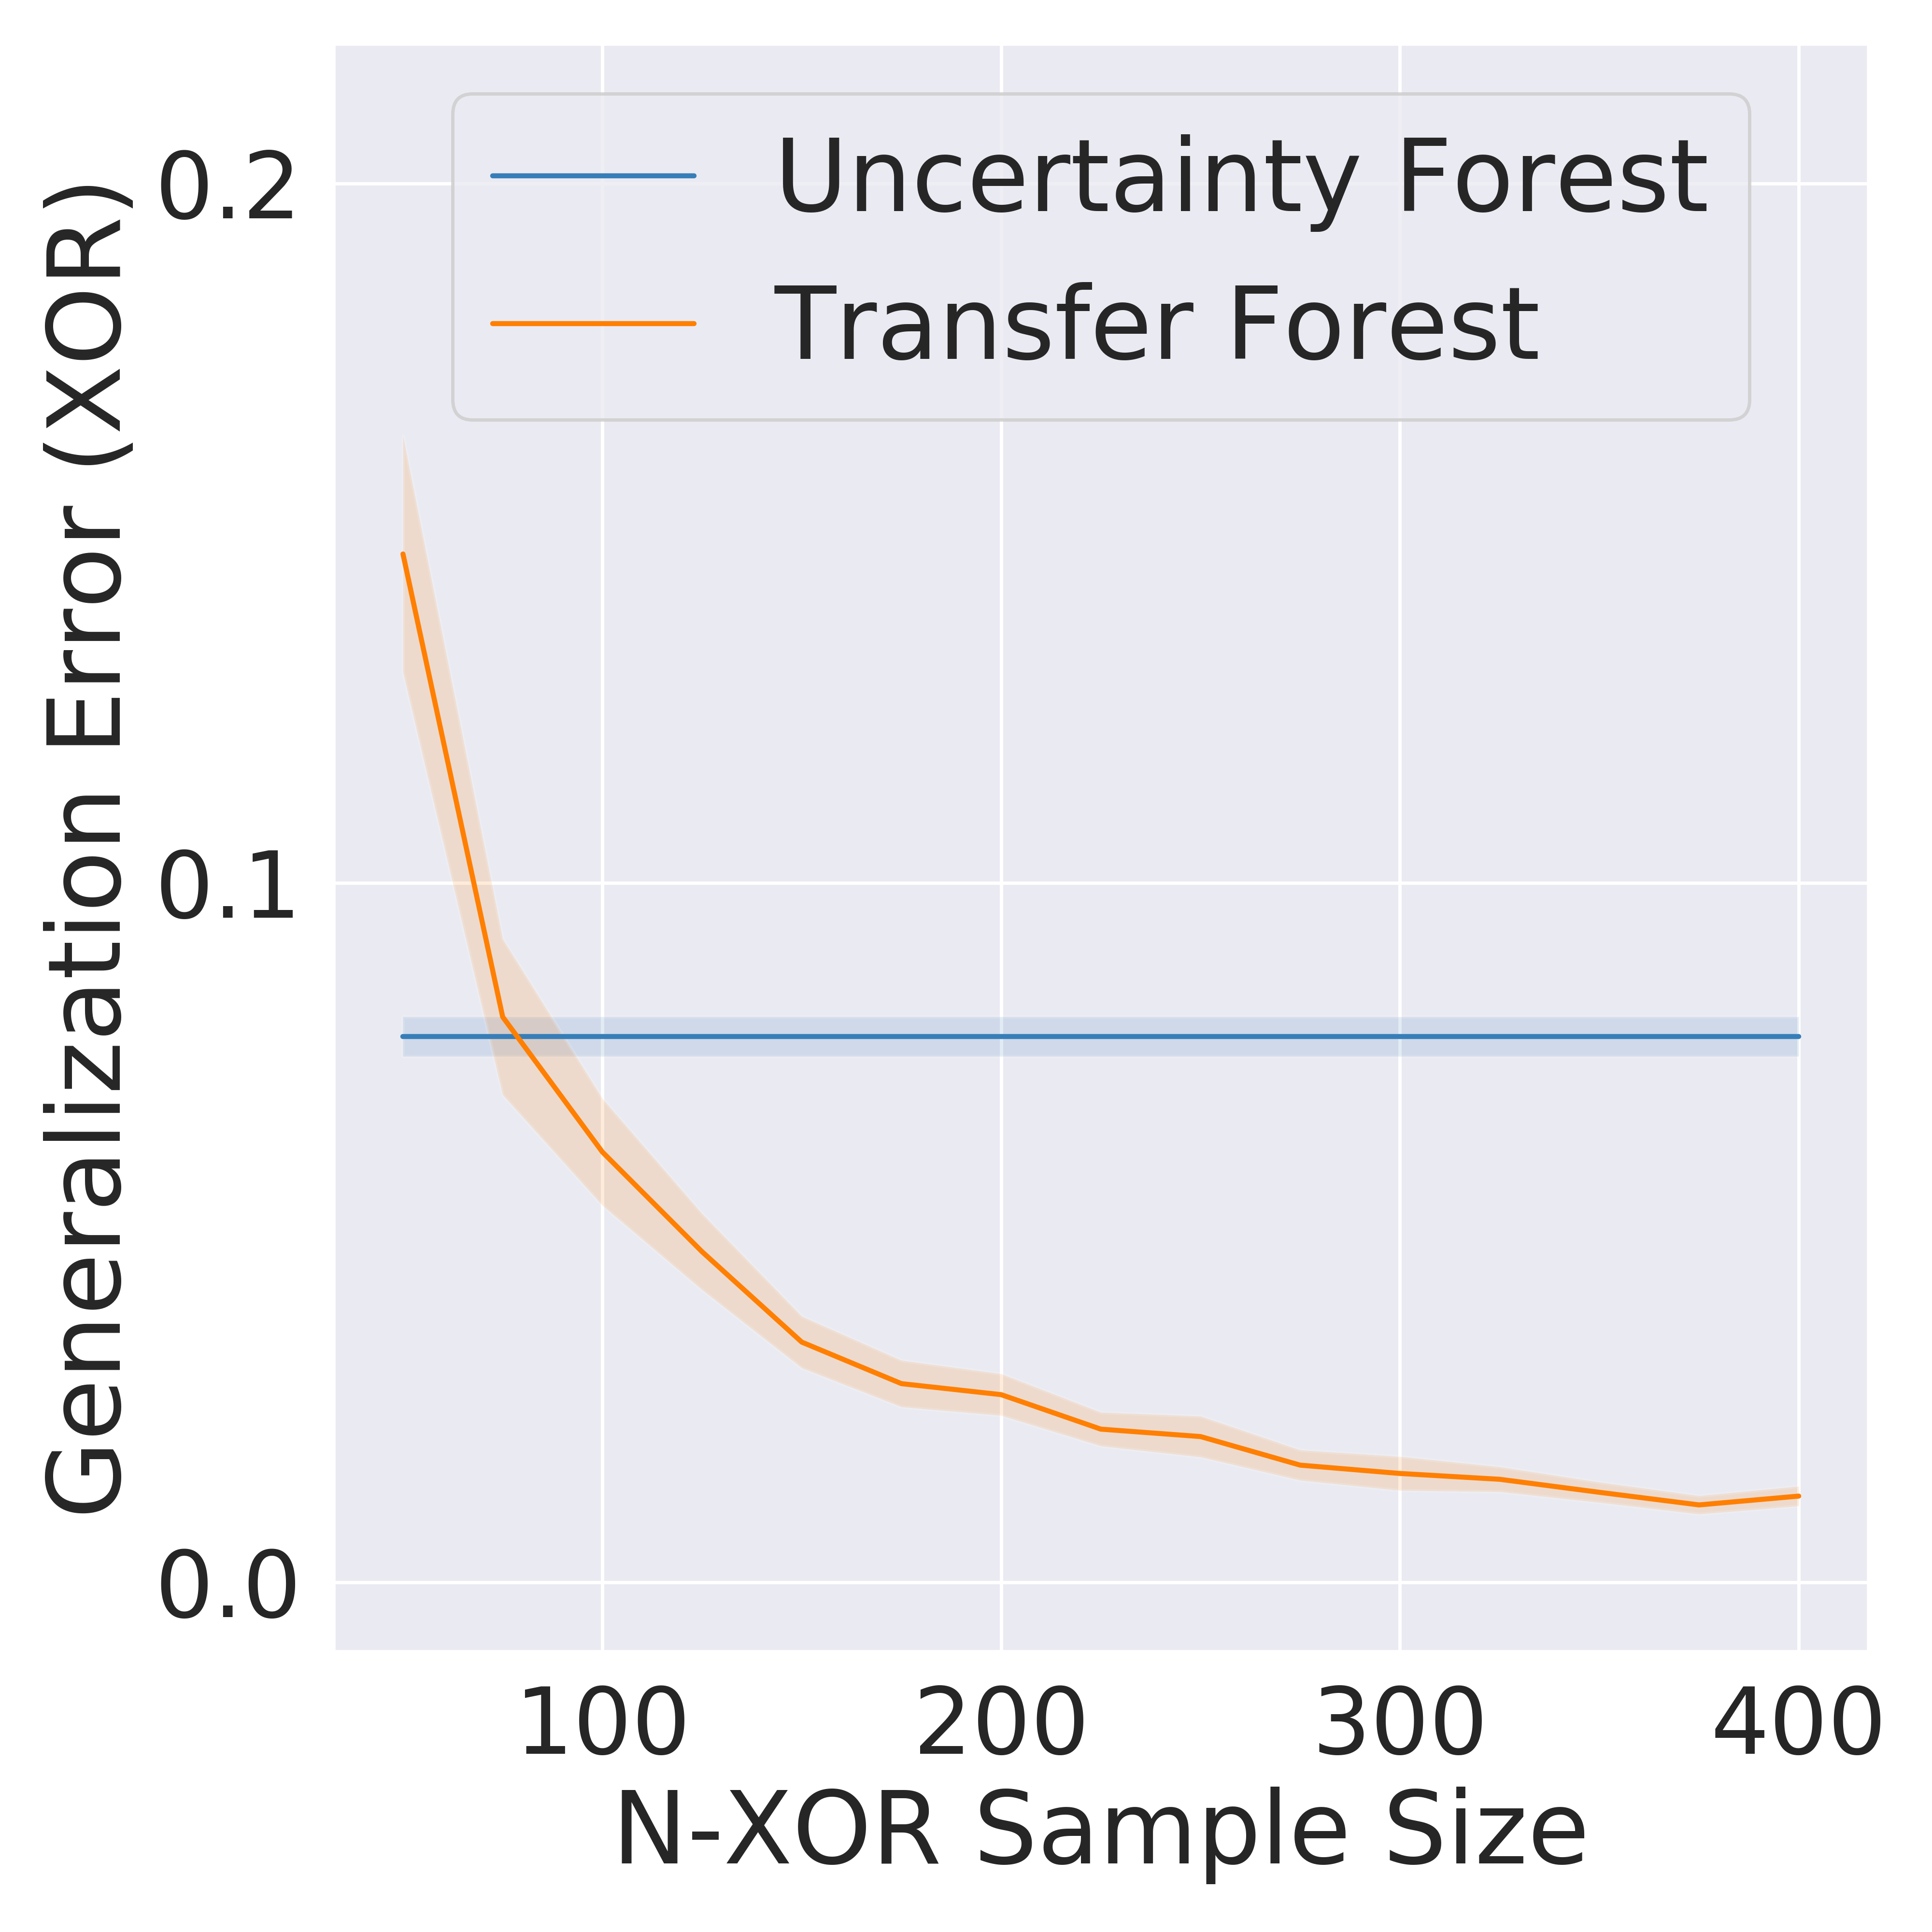 Uncertainty Forest
Transfer Forest
Generalization Error (XOR)
0.2
0.1
0.0
100 200 300 400
N-XOR Sample Size